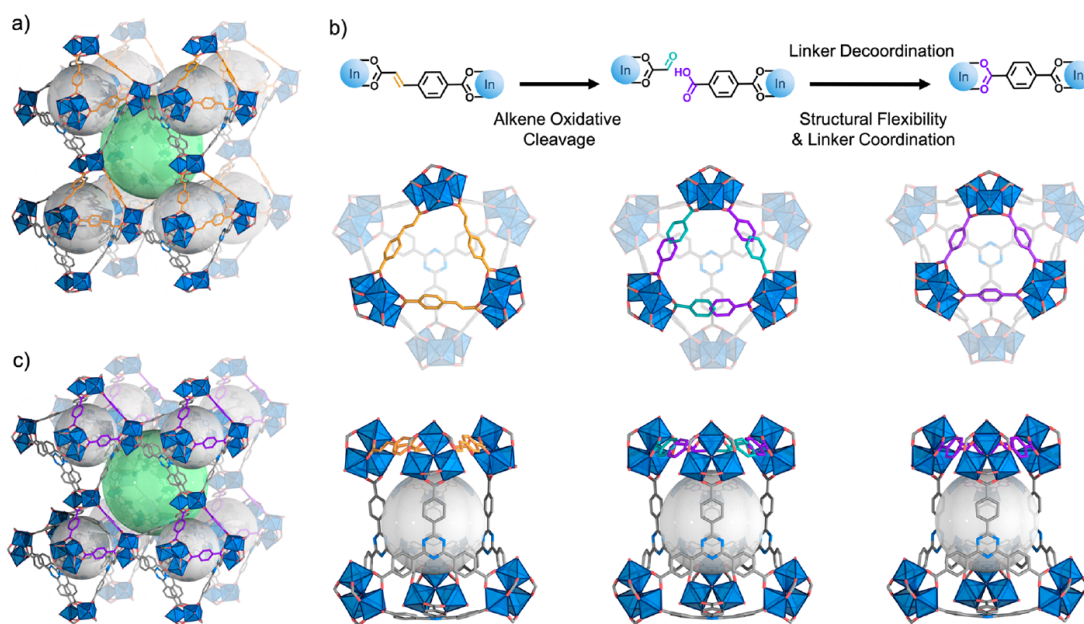 a)
b)
In
O
O
O
O
In
Alkene Oxidative
Cleavage
In
O
O
O
HO
O
O
O
In
Linker Decoordination
Structural Flexibility
& Linker Coordination
In
O
O
O
O
In
c)